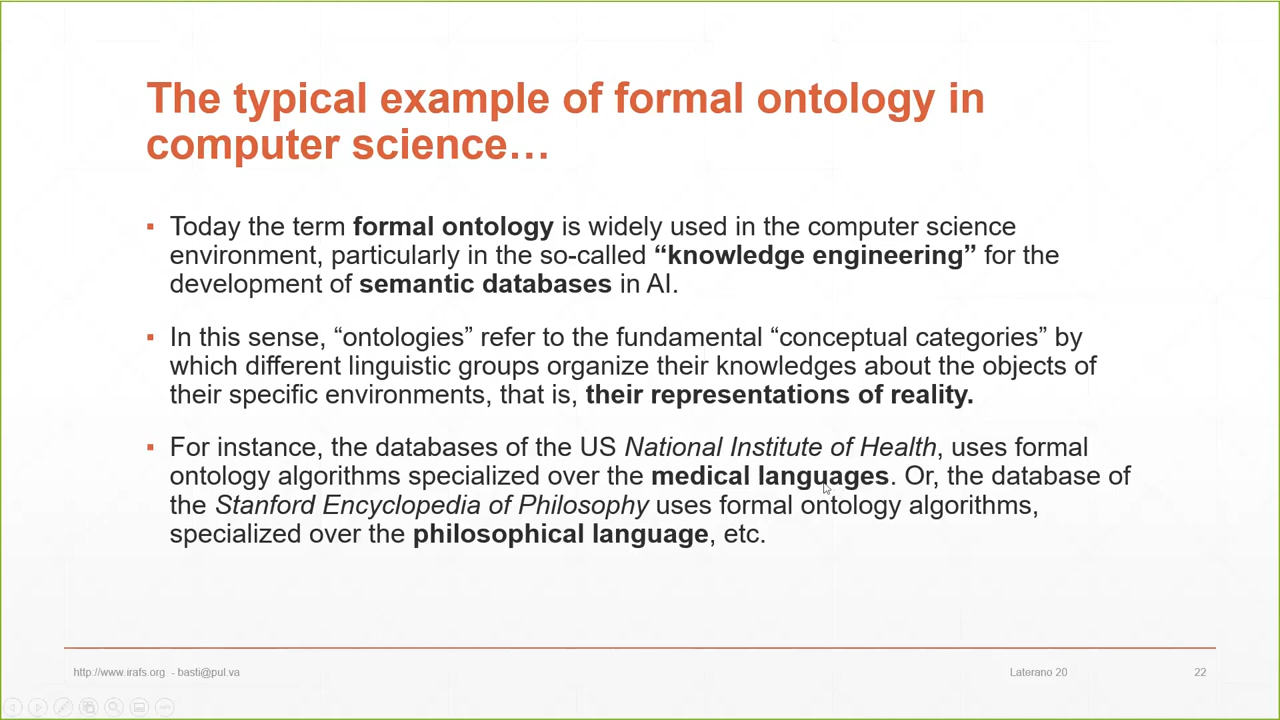 The typical example of formal ontology in
computer science…
▪ Today the term formal ontology is widely used in the computer science
environment, particularly in the so-called “knowledge engineering” for the
development of semantic databases in AI.
▪ In this sense, “ontologies” refer to the fundamental “conceptual categories” by
which different linguistic groups organize their knowledges about the objects of
their specific environments, that is, their representations of reality.
▪ For instance, the databases of the US National Institute of Health, uses formal
ontology algorithms specialized over the medical languages. Or, the database of
the Stanford Encyclopedia of Philosophy uses formal ontology algorithms,
specialized over the philosophical language, etc.
http://www.irafs.org - basti@pul.va
Laterano 20
22